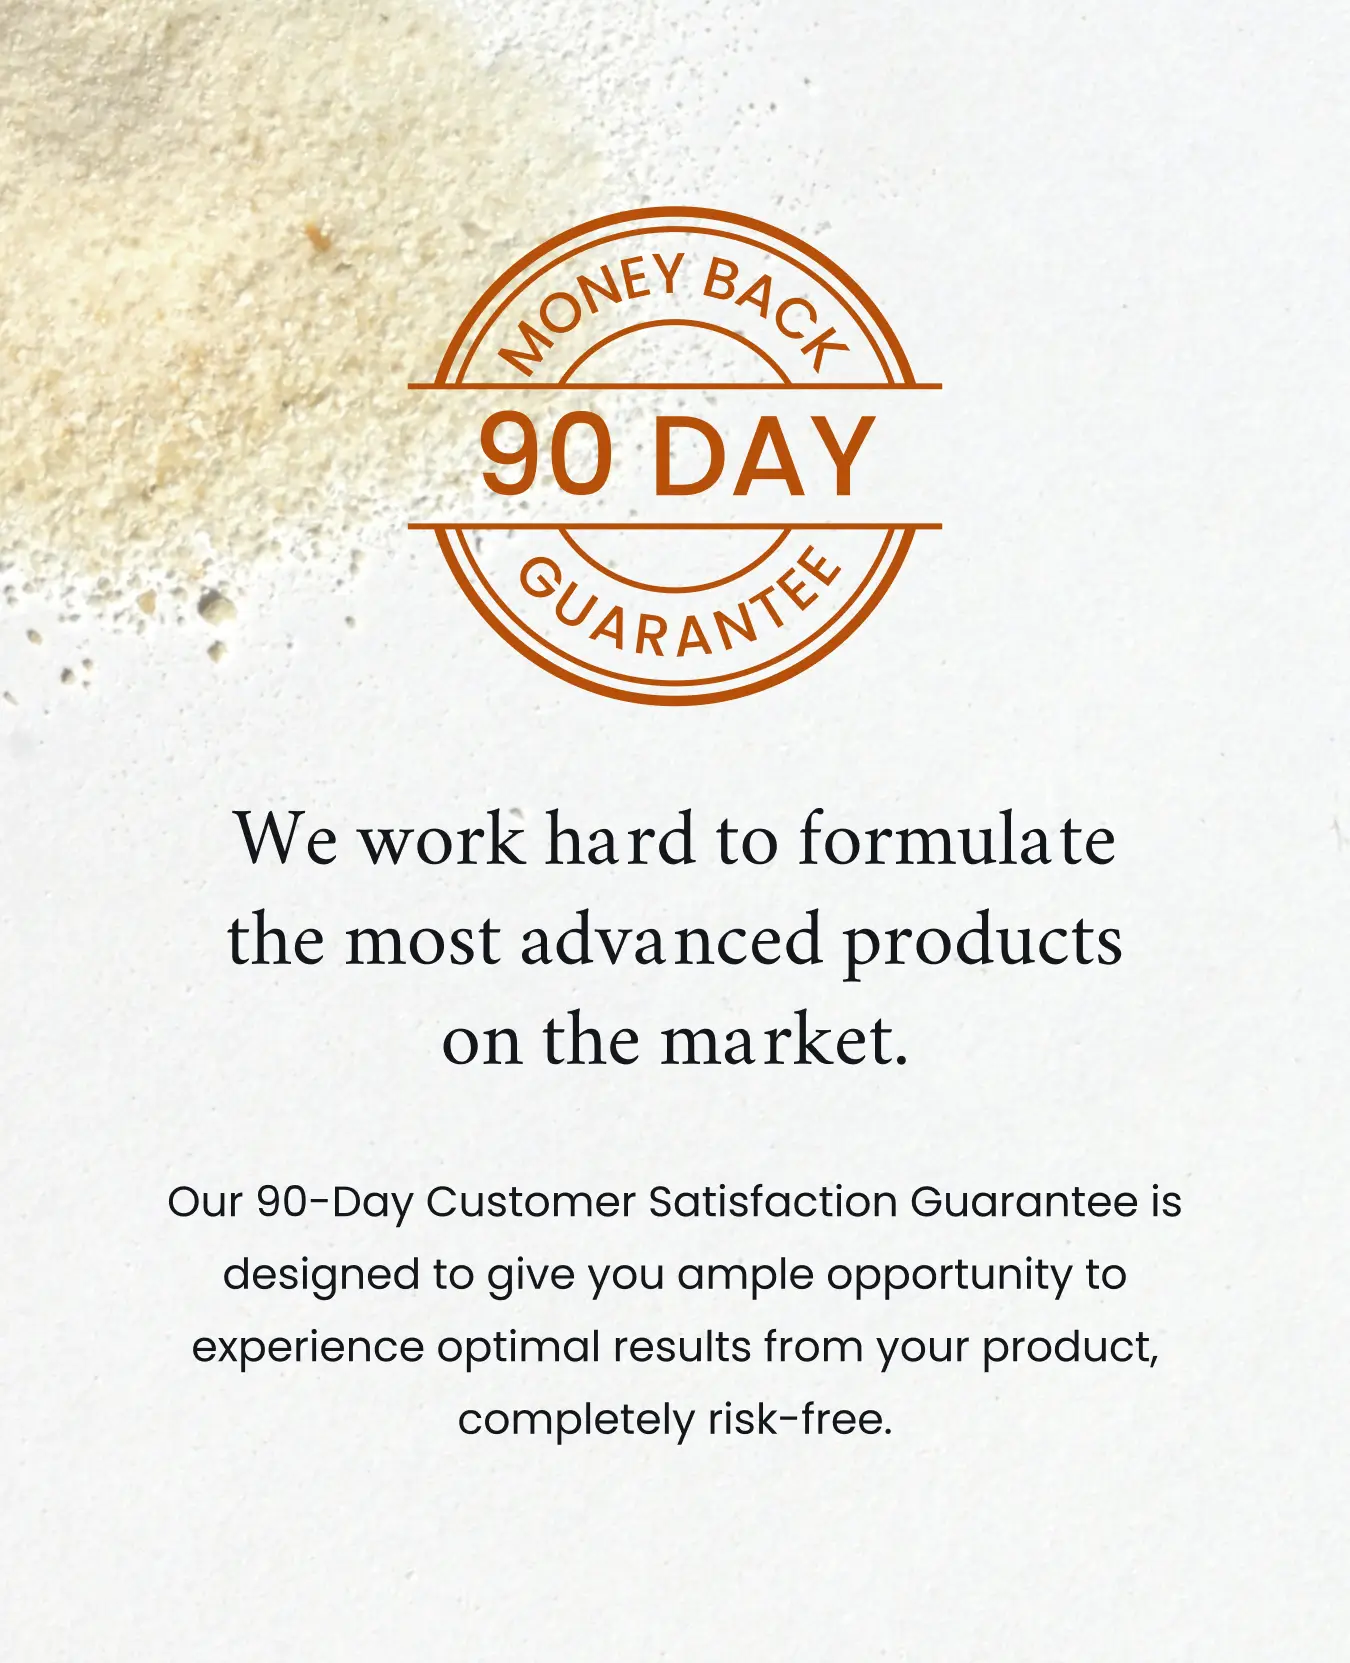 MONEY BACK
90 DAY
GUARANTEE
We work hard to formulate
the most advanced products
on the market.
Our 90-Day Customer Satisfaction Guarantee is
designed to give you ample opportunity to
experience optimal results from your product,
completely risk-free.